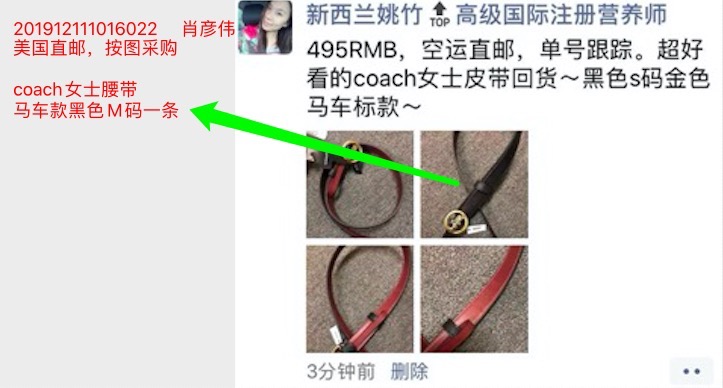 201912111016022 肖彦伟
美国直邮，按图采购
coach女士腰带
马车款黑色M码一条
新西兰姚竹TOP高级国际注册营养师
495RMB，空运直邮，单号跟踪。超好
看的coach女士皮带回货～黑色s码金色
马车标款～
3分钟前 删除